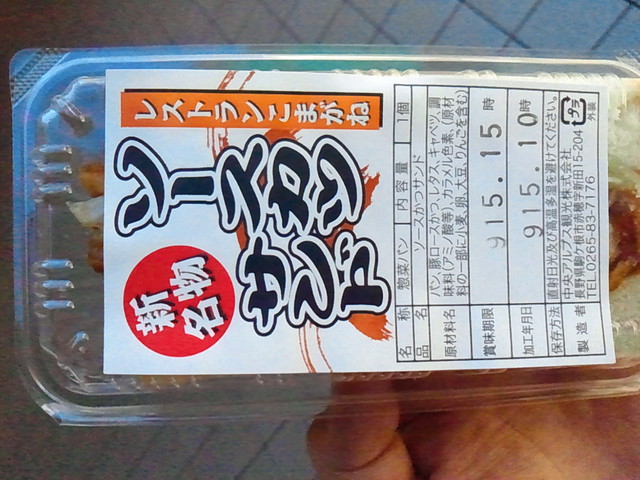 レストランこまがね
ソースカツ
サンド
新名物
名称 惣菜パン 内容量 1個
品名 ソースかつサンド
原材料名 パン、豚ロースかつ、レタス、キャベツ、調
味料(アミノ酸等)、カラメル色素、(原材
料の一部に小麦、卵、大豆、りんごを含む)
賞味期限 915.15 時
加工年月日 915.10 時
保存方法 直射日光及び高温多湿を避けてください。
製造者 中央アルプス観光株式会社
長野県駒ヶ根市赤穂宇新田15-204
TEL.0265-83-7176
プラ
外装